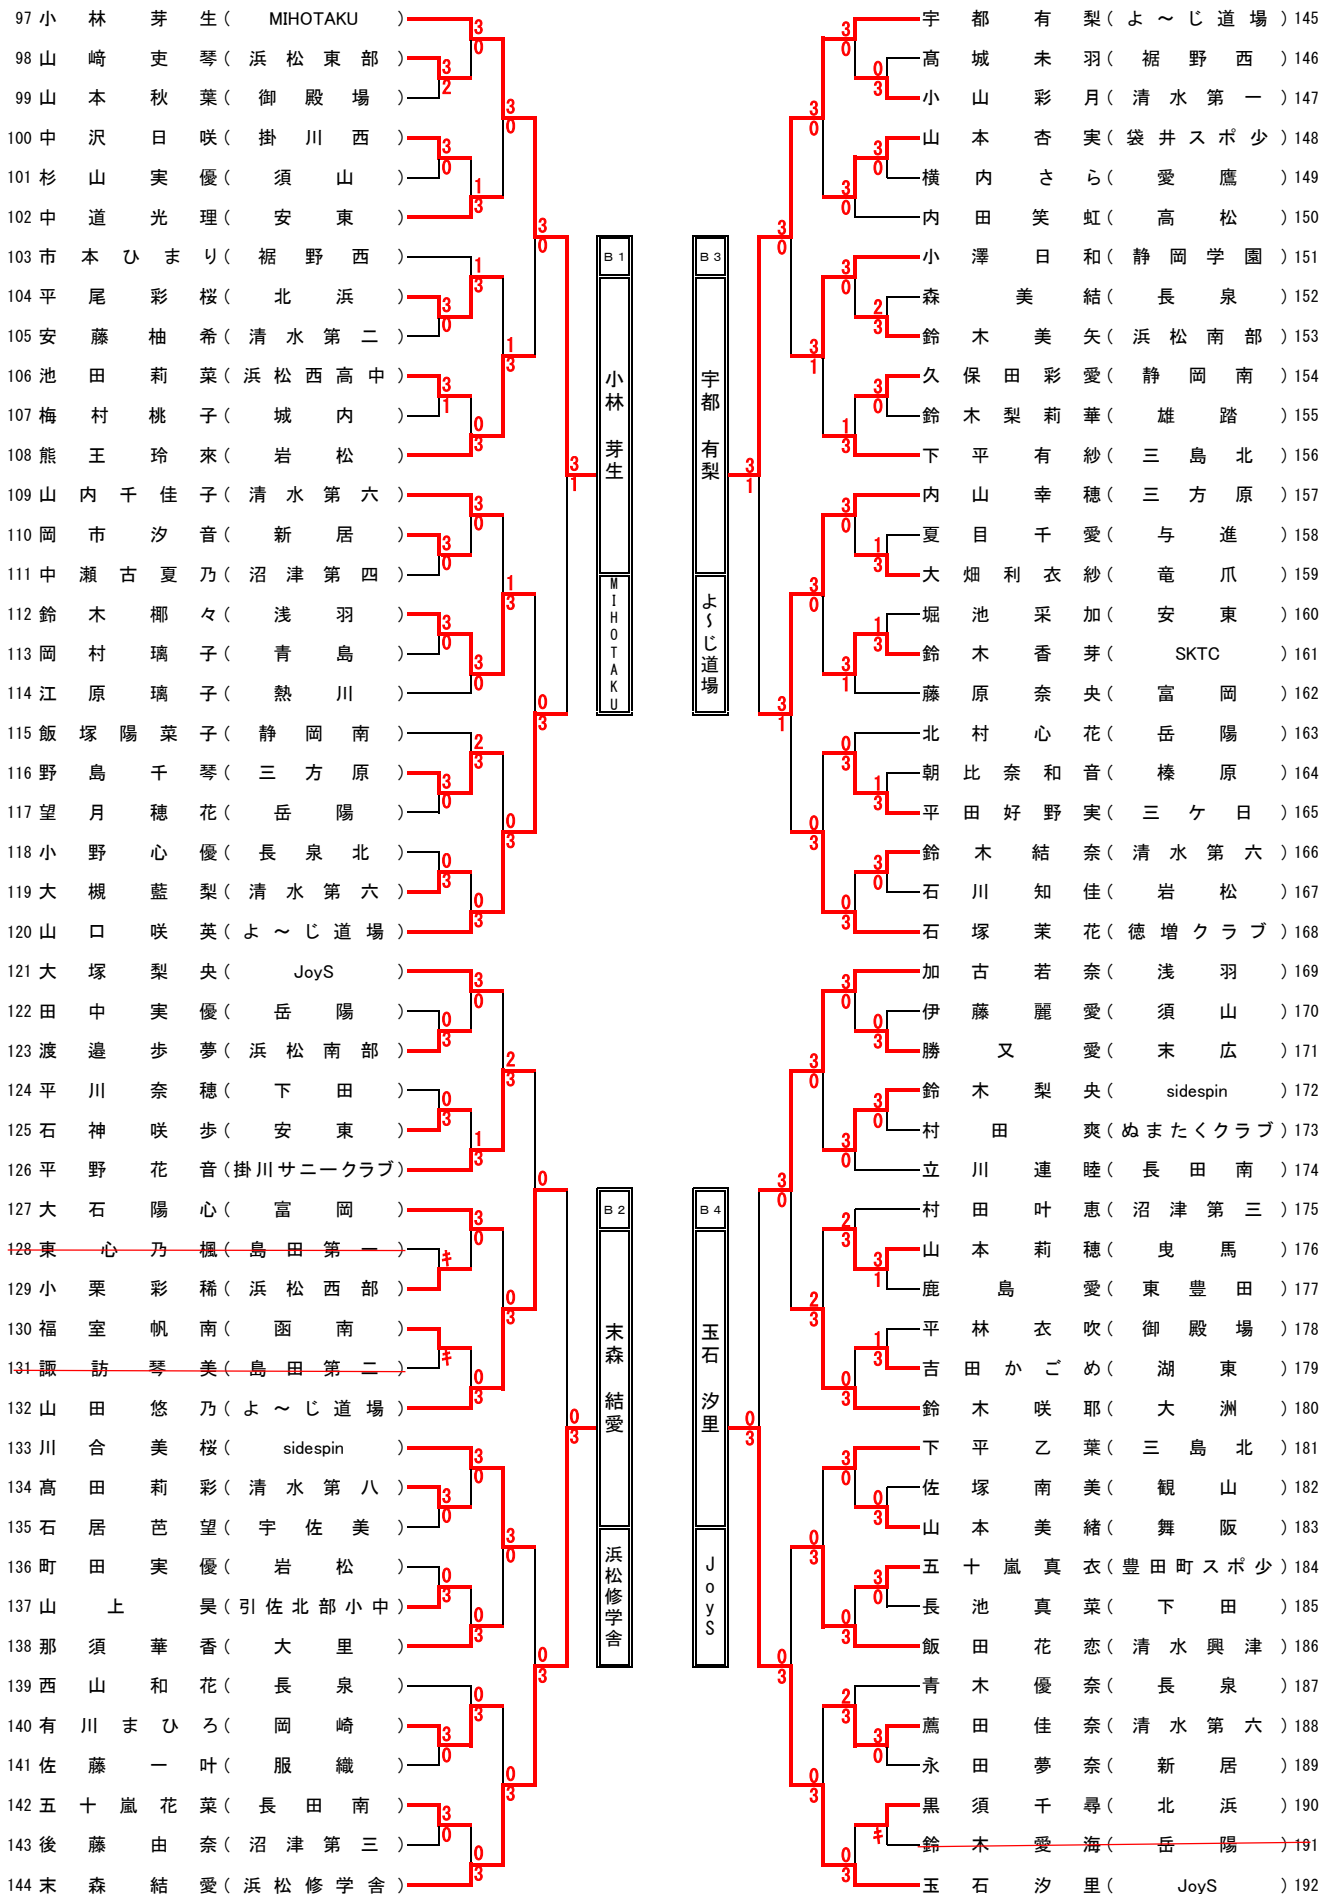 97 小林芽生 ( MIHOTAKU )
98 山﨑吏琴 ( 浜松東部 )
99 山本秋葉 ( 御殿場 )
100 中沢日咲 ( 掛川西 )
101 杉山実優 ( 須山 )
102 中道光理 ( 安東 )
103 市本ひまり ( 裾野西 )
104 平尾彩桜 ( 北浜 )
105 安藤柚希 ( 清水第二 )
106 池田莉菜 ( 浜松西高中 )
107 梅村桃子 ( 城内 )
108 熊王玲來 ( 岩松 )
109 山内千佳子 ( 清水第六 )
110 岡市汐音 ( 新居 )
111 中瀬古夏乃 ( 沼津第四 )
112 鈴木梛々 ( 浅羽 )
113 岡村璃子 ( 青島 )
114 江原璃子 ( 熱川 )
115 飯塚陽菜子 ( 静岡南 )
116 野島千琴 ( 三方原 )
117 望月穂花 ( 岳陽 )
118 小野心優 ( 長泉北 )
119 大槻藍梨 ( 清水第六 )
120 山口咲英 ( よ～じ道場 )
121 大塚梨央 ( JoyS )
122 田中実優 ( 岳陽 )
123 渡邉歩夢 ( 浜松南部 )
124 平川奈穂 ( 下田 )
125 石神咲歩 ( 安東 )
126 平野花音 ( 掛川サニークラブ )
127 大石陽心 ( 富岡 )
128 東心乃楓 ( 島田第一 )
129 小栗彩稀 ( 浜松西部 )
130 福室帆南 ( 函南 )
131 諏訪琴美 ( 島田第二 )
132 山田悠乃 ( よ～じ道場 )
133 川合美桜 ( sidespin )
134 髙田莉彩 ( 清水第八 )
135 石居芭望 ( 宇佐美 )
136 町田実優 ( 岩松 )
137 山上昊 ( 引佐北部小中 )
138 那須華香 ( 大里 )
139 西山和花 ( 長泉 )
140 有川まひろ ( 岡崎 )
141 佐藤一叶 ( 服織 )
142 五十嵐花菜 ( 長田南 )
143 後藤由奈 ( 沼津第三 )
144 末森結愛 ( 浜松修学舎 )
B1
小林 芽生
MIHOTAKU
B2
末森 結愛
浜松修学舎
B3
宇都 有梨
よ～じ道場
B4
玉石 汐里
JoyS
宇都有梨 ( よ～じ道場 ) 145
髙城未羽 ( 裾野西 ) 146
小山彩月 ( 清水第一 ) 147
山本杏実 ( 袋井スポ少 ) 148
横内さら ( 愛鷹 ) 149
内田笑虹 ( 高松 ) 150
小澤日和 ( 静岡学園 ) 151
森美結 ( 長泉 ) 152
鈴木美矢 ( 浜松南部 ) 153
久保田彩愛 ( 静岡南 ) 154
鈴木梨莉華 ( 雄踏 ) 155
下平有紗 ( 三島北 ) 156
内山幸穂 ( 三方原 ) 157
夏目千愛 ( 与進 ) 158
大畑利衣紗 ( 竜爪 ) 159
堀池采加 ( 安東 ) 160
鈴木香芽 ( SKTC ) 161
藤原奈央 ( 富岡 ) 162
北村心花 ( 岳陽 ) 163
朝比奈和音 ( 榛原 ) 164
平田好野実 ( 三ケ日 ) 165
鈴木結奈 ( 清水第六 ) 166
石川知佳 ( 岩松 ) 167
石塚茉花 ( 徳増クラブ ) 168
加古若奈 ( 浅羽 ) 169
伊藤麗愛 ( 須山 ) 170
勝又愛 ( 末広 ) 171
鈴木梨央 ( sidespin ) 172
村田爽 ( ぬまたくクラブ ) 173
立川連睦 ( 長田南 ) 174
村田叶恵 ( 沼津第三 ) 175
山本莉穂 ( 曳馬 ) 176
鹿島愛 ( 東豊田 ) 177
平林衣吹 ( 御殿場 ) 178
吉田かごめ ( 湖東 ) 179
鈴木咲耶 ( 大洲 ) 180
下平乙葉 ( 三島北 ) 181
佐塚南美 ( 観山 ) 182
山本美緒 ( 舞阪 ) 183
五十嵐真衣 ( 豊田町スポ少 ) 184
長池真菜 ( 下田 ) 185
飯田花恋 ( 清水興津 ) 186
青木優奈 ( 長泉 ) 187
薦田佳奈 ( 清水第六 ) 188
永田夢奈 ( 新居 ) 189
黒須千尋 ( 北浜 ) 190
鈴木愛海 ( 岳陽 ) 191
玉石汐里 ( JoyS ) 192